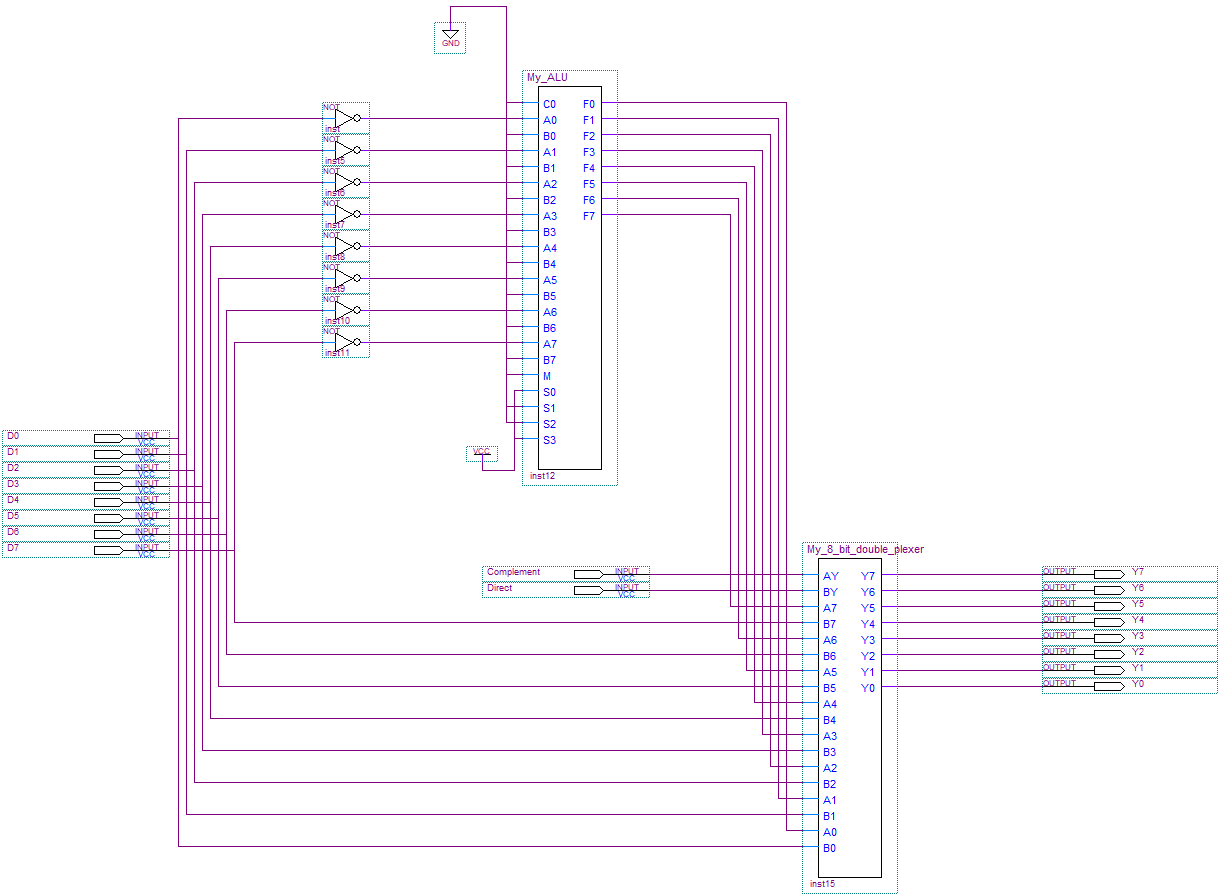 GND
My_ALU
C0 F0
A0 F1
B0 F2
A1 F3
B1 F4
A2 F5
B2 F6
A3 F7
B3
A4
B4
A5
B5
A6
B6
A7
B7
M
S0
S1
S2
S3
inst12
NOT
inst
NOT
inst5
NOT
inst6
NOT
inst7
NOT
inst8
NOT
inst9
NOT
inst10
NOT
inst11
VCC
D0 INPUT
VCC
D1 INPUT
VCC
D2 INPUT
VCC
D3 INPUT
VCC
D4 INPUT
VCC
D5 INPUT
VCC
D6 INPUT
VCC
D7 INPUT
VCC
Complement INPUT
VCC
Direct INPUT
VCC
My_8_bit_double_plexer
AY Y7
BY Y6
A7 Y5
B7 Y4
A6 Y3
B6 Y2
A5 Y1
B5 Y0
A4
B4
A3
B3
A2
B2
A1
B1
A0
B0
inst15
OUTPUT Y7
OUTPUT Y6
OUTPUT Y5
OUTPUT Y4
OUTPUT Y3
OUTPUT Y2
OUTPUT Y1
OUTPUT Y0